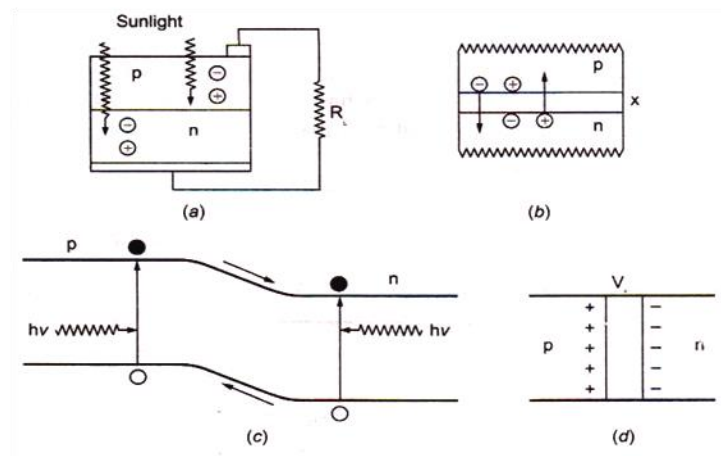 Sunlight
p
⊖
⊕
⊖
n
⊕
R
(a)
p
⊖ ⊕
x
n
⊖ ⊕
(b)
p
n
hν
hν
(c)
V
+ −
+ −
p + − n
+ −
+ −
(d)